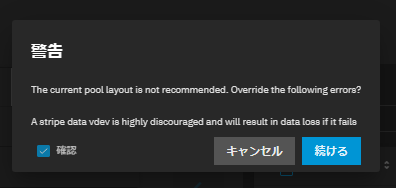 警告
The current pool layout is not recommended. Override the following errors?
A stripe data vdev is highly discouraged and will result in data loss if it fails
確認
キャンセル
続ける